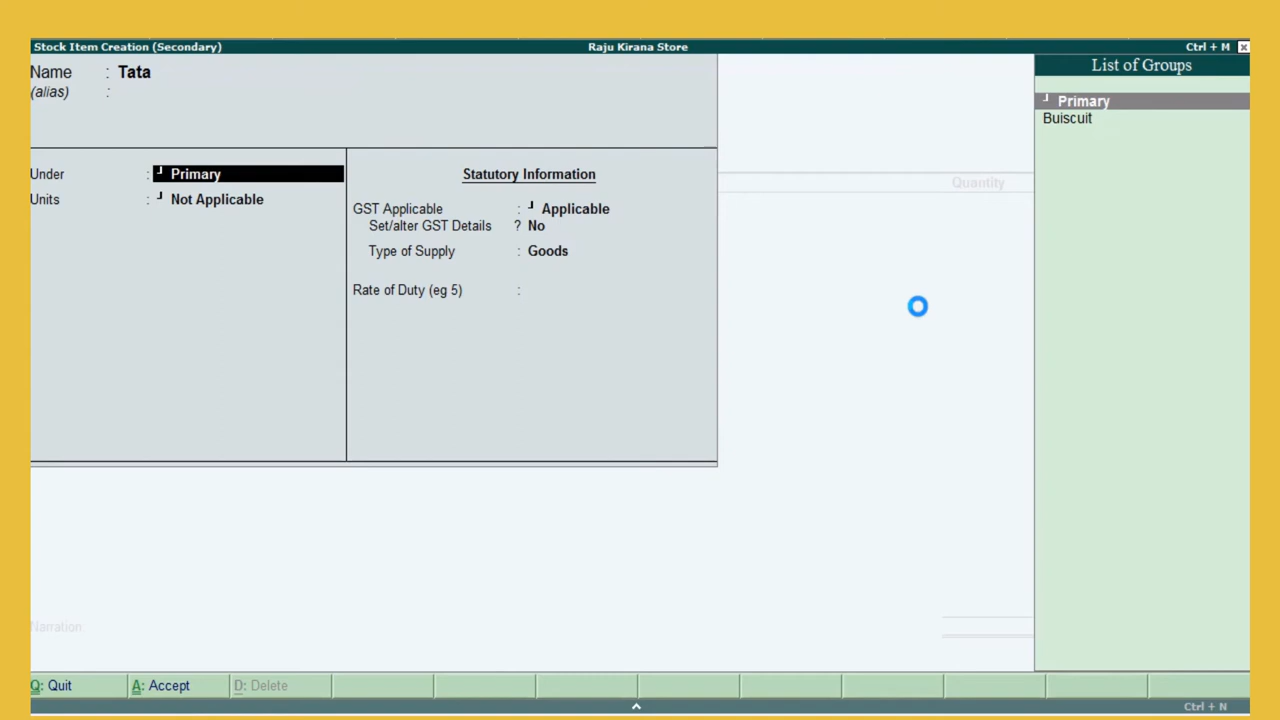 Stock Item Creation (Secondary) Raju Kirana Store Ctrl + M
Name : Tata
(alias) :
List of Groups
Primary
Buiscuit
Under : Primary
Units : Not Applicable
Statutory Information
GST Applicable : Applicable
Set/alter GST Details ? No
Type of Supply : Goods
Rate of Duty (eg 5) :
Quantity
Narration:
Q: Quit A: Accept D: Delete
Ctrl + N